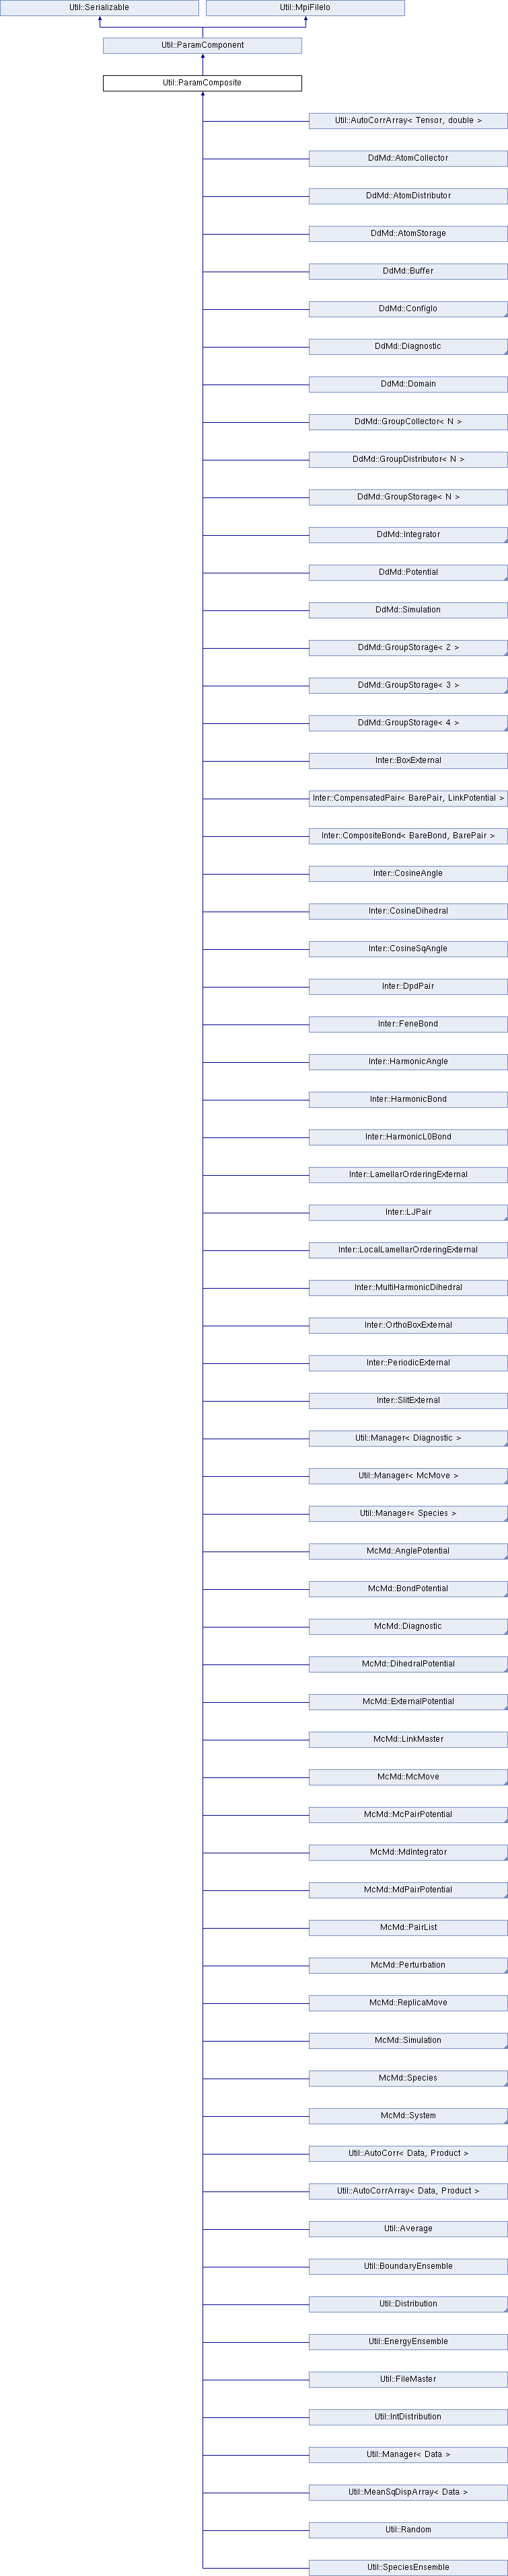 Util::Serializable
Util::MpiFileIo
Util::ParamComponent
Util::ParamComposite
Util::AutoCorrArray< Tensor, double >
DdMd::AtomCollector
DdMd::AtomDistributor
DdMd::AtomStorage
DdMd::Buffer
DdMd::ConfigIo
DdMd::Diagnostic
DdMd::Domain
DdMd::GroupCollector< N >
DdMd::GroupDistributor< N >
DdMd::GroupStorage< N >
DdMd::Integrator
DdMd::Potential
DdMd::Simulation
DdMd::GroupStorage< 2 >
DdMd::GroupStorage< 3 >
DdMd::GroupStorage< 4 >
Inter::BoxExternal
Inter::CompensatedPair< BarePair, LinkPotential >
Inter::CompositeBond< BareBond, BarePair >
Inter::CosineAngle
Inter::CosineDihedral
Inter::CosineSqAngle
Inter::DpdPair
Inter::FeneBond
Inter::HarmonicAngle
Inter::HarmonicBond
Inter::HarmonicL0Bond
Inter::LamellarOrderingExternal
Inter::LJPair
Inter::LocalLamellarOrderingExternal
Inter::MultiHarmonicDihedral
Inter::OrthoBoxExternal
Inter::PeriodicExternal
Inter::SlitExternal
Util::Manager< Diagnostic >
Util::Manager< McMove >
Util::Manager< Species >
McMd::AnglePotential
McMd::BondPotential
McMd::Diagnostic
McMd::DihedralPotential
McMd::ExternalPotential
McMd::LinkMaster
McMd::McMove
McMd::McPairPotential
McMd::MdIntegrator
McMd::MdPairPotential
McMd::PairList
McMd::Perturbation
McMd::ReplicaMove
McMd::Simulation
McMd::Species
McMd::System
Util::AutoCorr< Data, Product >
Util::AutoCorrArray< Data, Product >
Util::Average
Util::BoundaryEnsemble
Util::Distribution
Util::EnergyEnsemble
Util::FileMaster
Util::IntDistribution
Util::Manager< Data >
Util::MeanSqDispArray< Data >
Util::Random
Util::SpeciesEnsemble